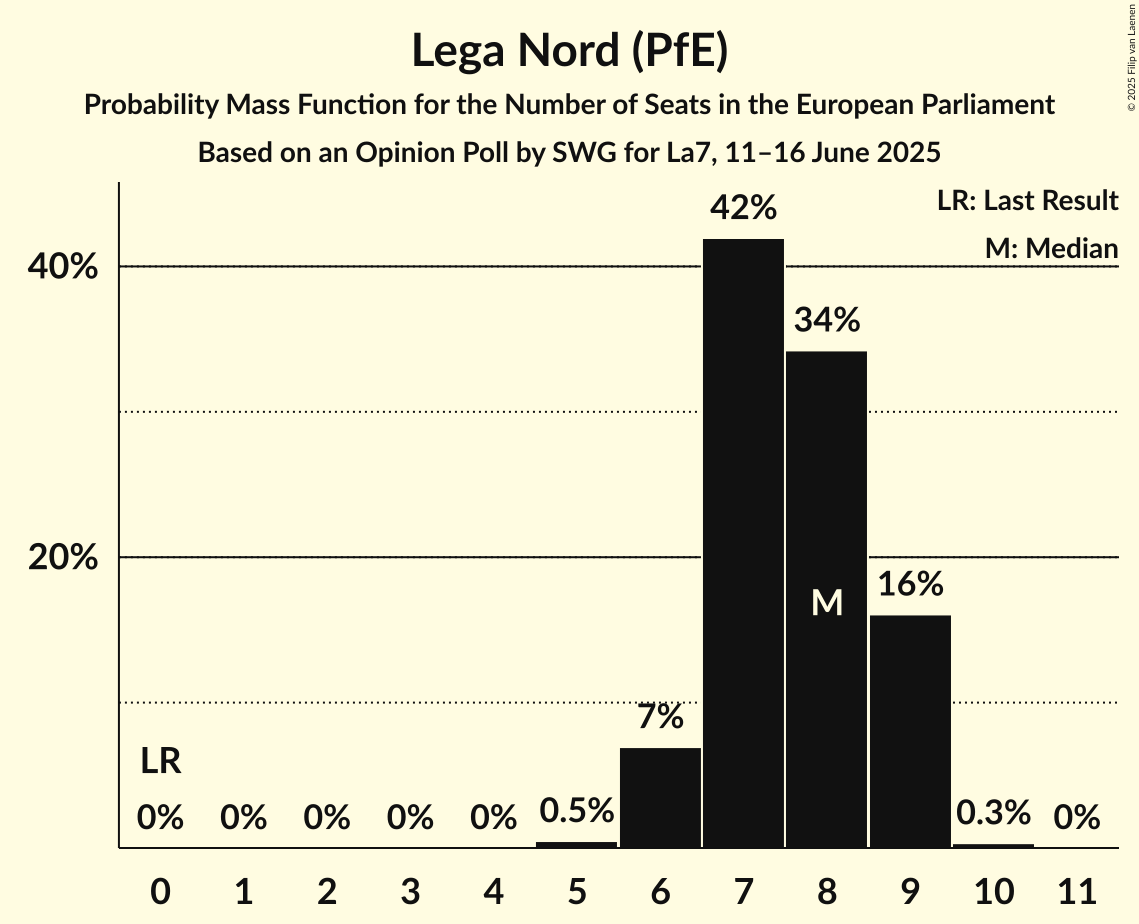 Lega Nord (PfE)
Probability Mass Function for the Number of Seats in the European Parliament
Based on an Opinion Poll by SWG for La7, 11–16 June 2025
© 2025 Filip van Laenen
LR: Last Result
M: Median
42%
40%
34%
20%
16%
M
7%
LR
0% 0% 0% 0% 0% 0.5% 0.3% 0%
0 1 2 3 4 5 6 7 8 9 10 11